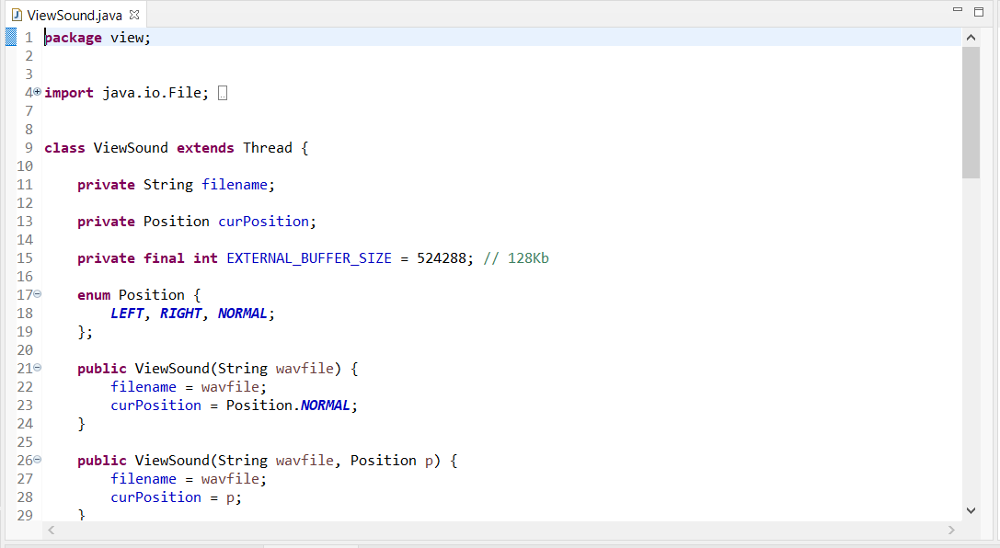 ViewSound.java
1 package view;
2
3
4 import java.io.File;
7
8
9 class ViewSound extends Thread {
10
11 private String filename;
12
13 private Position curPosition;
14
15 private final int EXTERNAL_BUFFER_SIZE = 524288; // 128Kb
16
17 enum Position {
18 LEFT, RIGHT, NORMAL;
19 };
20
21 public ViewSound(String wavfile) {
22 filename = wavfile;
23 curPosition = Position.NORMAL;
24 }
25
26 public ViewSound(String wavfile, Position p) {
27 filename = wavfile;
28 curPosition = p;
29 }